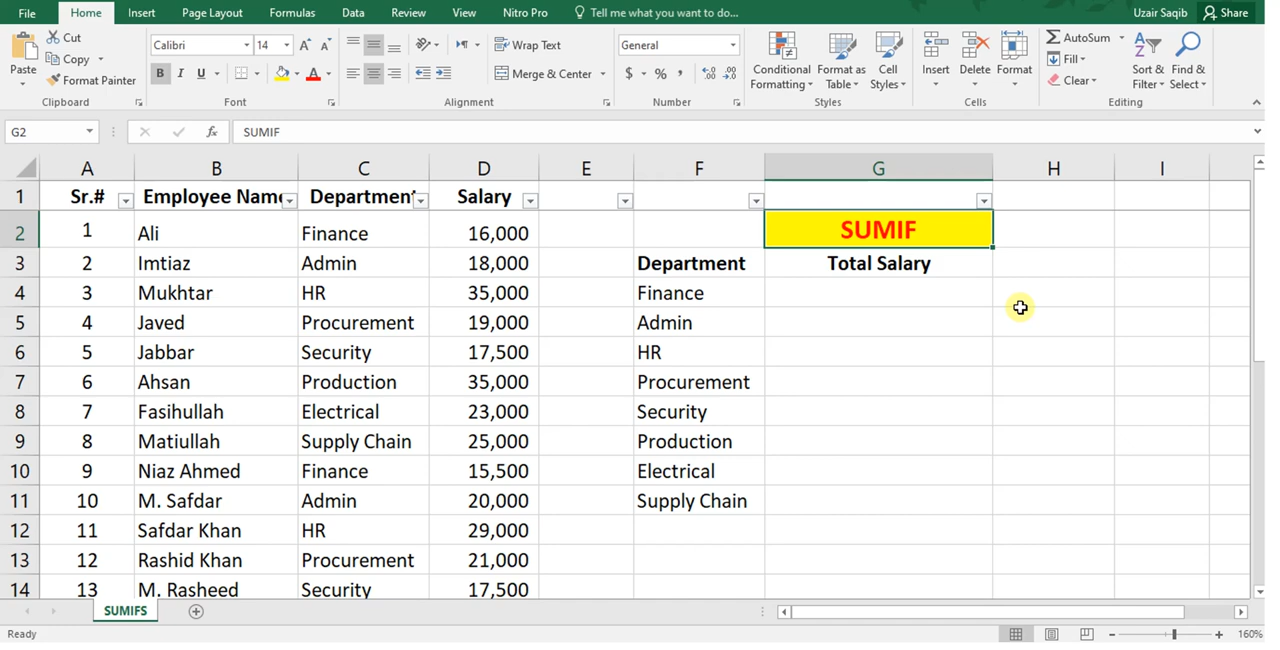 File Home Insert Page Layout Formulas Data Review View Nitro Pro Tell me what you want to do... Uzair Saqib Share
Cut Calibri 14 Wrap Text General AutoSum
Paste Copy Conditional Format as Cell Insert Delete Format Fill Sort & Find &
Format Painter B I U Merge & Center $ % , Formatting Table Styles Clear Filter Select
Clipboard Font Alignment Number Styles Cells Editing
G2 fx SUMIF
A B C D E F G H I
1 Sr.# Employee Name Department Salary
2 1 Ali Finance 16,000 SUMIF
3 2 Imtiaz Admin 18,000 Department Total Salary
4 3 Mukhtar HR 35,000 Finance
5 4 Javed Procurement 19,000 Admin
6 5 Jabbar Security 17,500 HR
7 6 Ahsan Production 35,000 Procurement
8 7 Fasihullah Electrical 23,000 Security
9 8 Matiullah Supply Chain 25,000 Production
10 9 Niaz Ahmed Finance 15,500 Electrical
11 10 M. Safdar Admin 20,000 Supply Chain
12 11 Safdar Khan HR 29,000
13 12 Rashid Khan Procurement 21,000
14 13 M. Rasheed Security 17,500
SUMIFS
Ready 160%